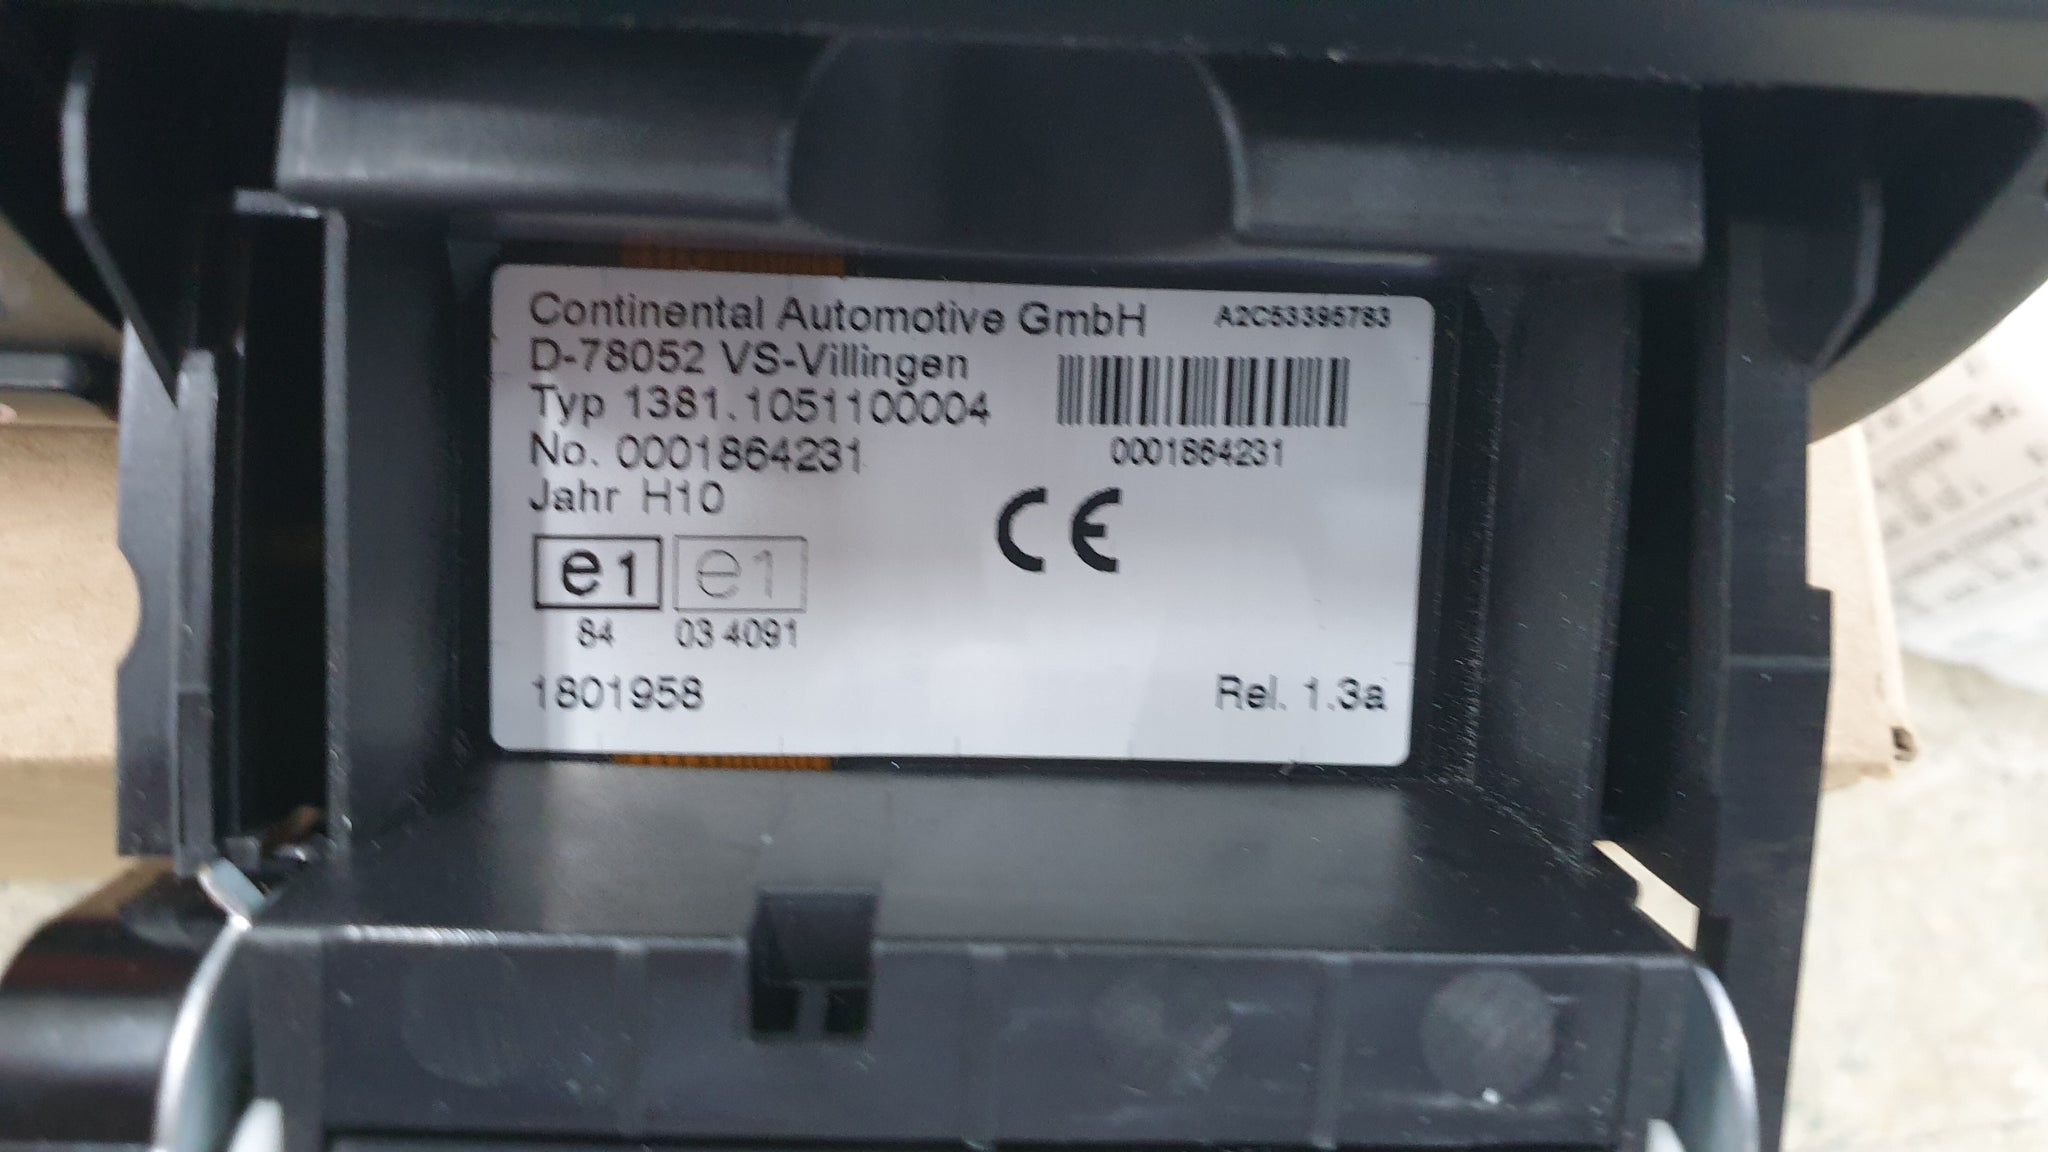 Continental Automotive GmbH A2C53395783
D-78052 VS-Villingen
Typ 1381.1051100004
No. 0001864231
0001864231
Jahr H10
CE
e1 e1
84 03 4091
1801958 Rel. 1.3a